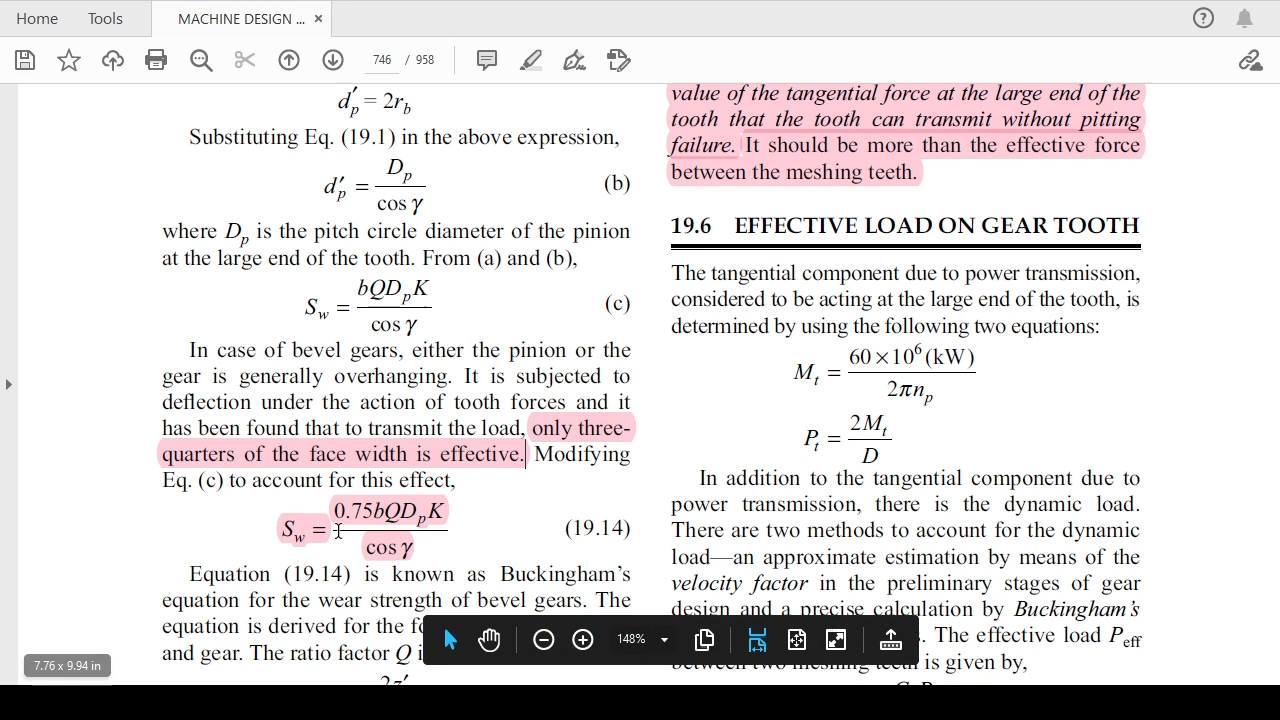 Home
Tools
MACHINE DESIGN ... ×
?
746 / 958
d′p = 2rb
Substituting Eq. (19.1) in the above expression,
d′p = Dp / cos γ (b)
where Dp is the pitch circle diameter of the pinion
at the large end of the tooth. From (a) and (b),
Sw = bQDpK / cos γ (c)
In case of bevel gears, either the pinion or the
gear is generally overhanging. It is subjected to
deflection under the action of tooth forces and it
has been found that to transmit the load, only three-
quarters of the face width is effective. Modifying
Eq. (c) to account for this effect,
Sw = 0.75bQDpK / cos γ (19.14)
Equation (19.14) is known as Buckingham's
equation for the wear strength of bevel gears. The
equation is derived for the
and gear. The ratio factor Q
2z′
value of the tangential force at the large end of the
tooth that the tooth can transmit without pitting
failure. It should be more than the effective force
between the meshing teeth.
19.6 EFFECTIVE LOAD ON GEAR TOOTH
The tangential component due to power transmission,
considered to be acting at the large end of the tooth, is
determined by using the following two equations:
Mt = 60 × 10⁶ (kW) / 2πnp
Pt = 2Mt / D
In addition to the tangential component due to
power transmission, there is the dynamic load.
There are two methods to account for the dynamic
load—an approximate estimation by means of the
velocity factor in the preliminary stages of gear
design and a precise calculation by Buckingham's
The effective load Peff
between two meshing teeth is given by,
148%
7.76 x 9.94 in